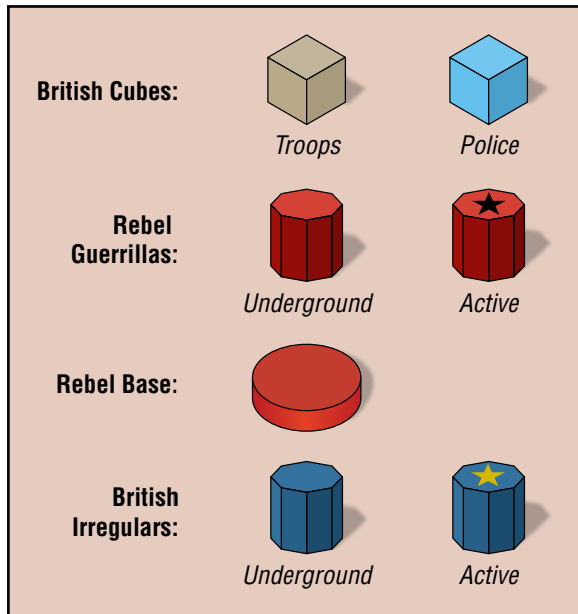 British Cubes:
Troops Police
Rebel
Guerrillas:
Underground Active
Rebel Base:
British
Irregulars:
Underground Active